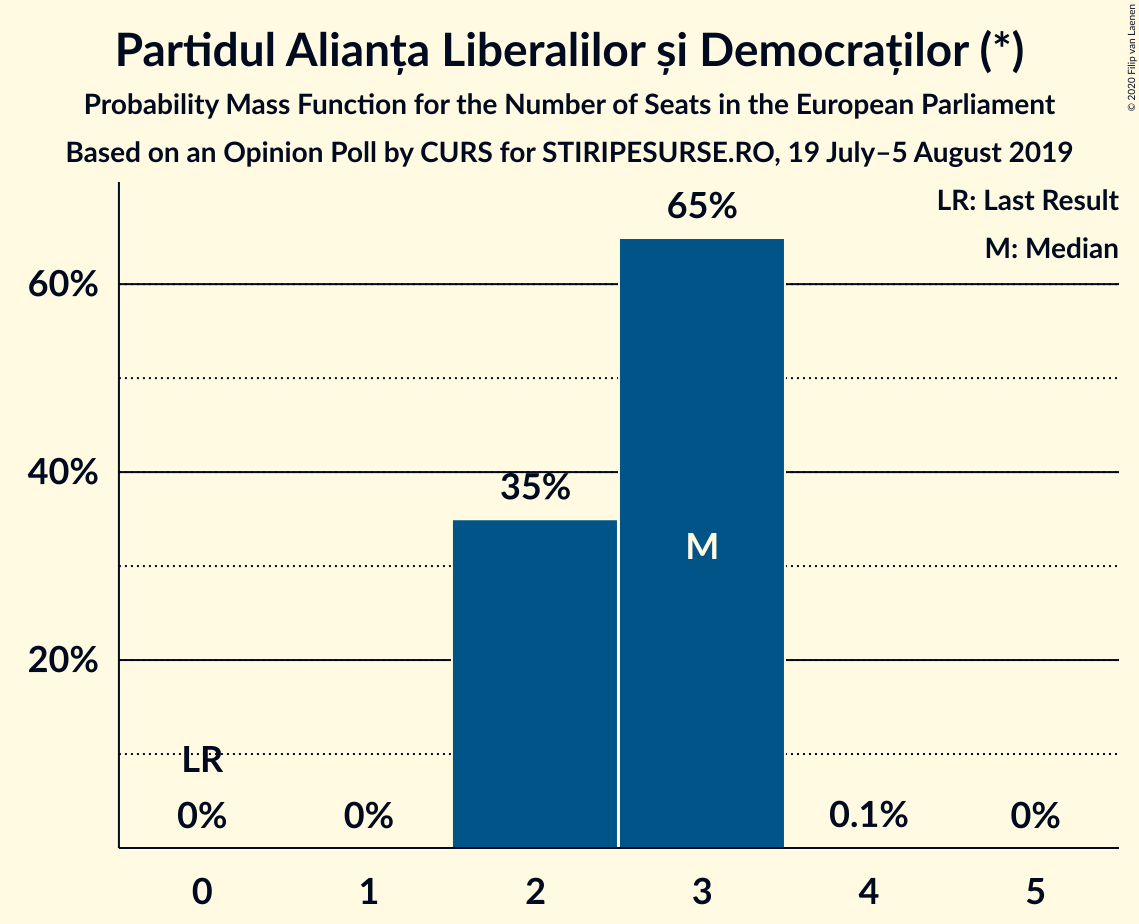 Partidul Alianța Liberalilor și Democraților (*)
Probability Mass Function for the Number of Seats in the European Parliament
Based on an Opinion Poll by CURS for STIRIPESURSE.RO, 19 July–5 August 2019
© 2020 Filip van Laenen
LR: Last Result
M: Median
65%
60%
40%
35%
M
20%
LR
0%
0%
0.1%
0%
0
1
2
3
4
5